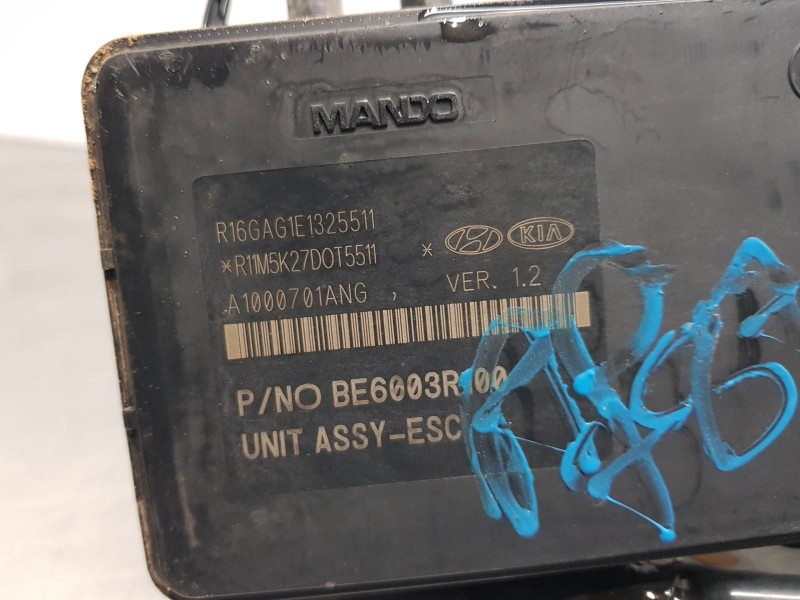 MANDO
R16GAG1E1325511
*R11M5K27DOT5511 *
KIA
A1000701ANG , VER. 1.2
P/NO BE6003R
UNIT ASSY-ESC